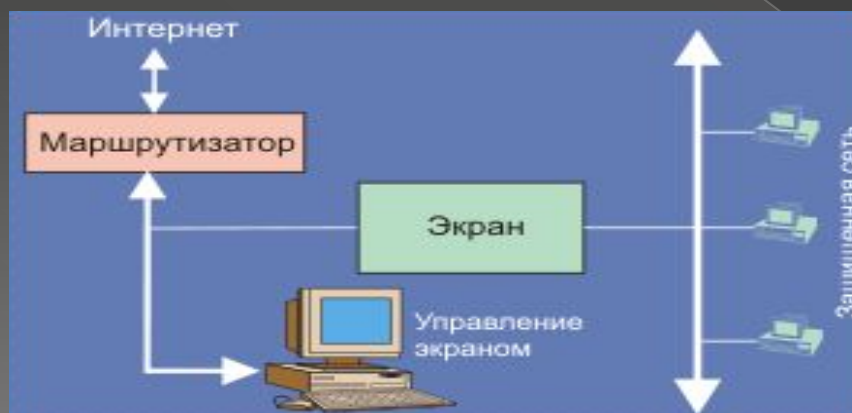 Интернет
Маршрутизатор
Экран
Управление
экраном
Защищенная сеть